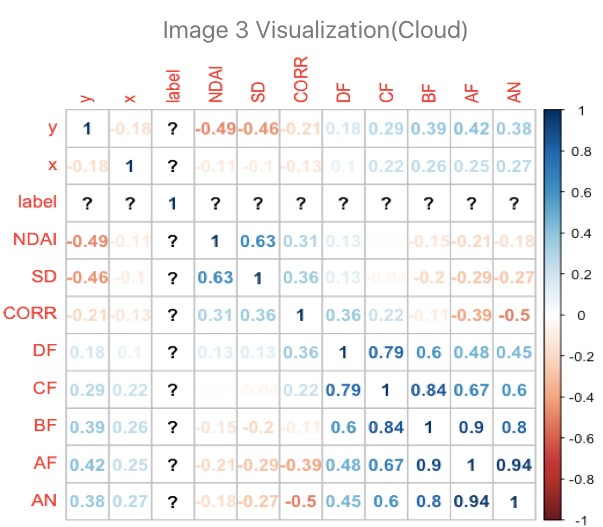 Image 3 Visualization(Cloud)
y x label NDAI SD CORR DF CF BF AF AN
y 1 -0.18 ? -0.49 -0.46 -0.21 0.18 0.29 0.39 0.42 0.38
x -0.18 1 ? -0.11 -0.1 -0.13 0.1 0.22 0.26 0.25 0.27
label ? ? 1 ? ? ? ? ? ? ? ?
NDAI -0.49 -0.11 ? 1 0.63 0.31 0.13 -0.15 -0.21 -0.18
SD -0.46 -0.1 ? 0.63 1 0.36 0.13 -0.04 -0.2 -0.29 -0.27
CORR -0.21 -0.13 ? 0.31 0.36 1 0.36 0.22 -0.11 -0.39 -0.5
DF 0.18 0.1 ? 0.13 0.13 0.36 1 0.79 0.6 0.48 0.45
CF 0.29 0.22 ? -0.04 0.22 0.79 1 0.84 0.67 0.6
BF 0.39 0.26 ? -0.15 -0.2 -0.11 0.6 0.84 1 0.9 0.8
AF 0.42 0.25 ? -0.21 -0.29 -0.39 0.48 0.67 0.9 1 0.94
AN 0.38 0.27 ? -0.18 -0.27 -0.5 0.45 0.6 0.8 0.94 1
1
0.8
0.6
0.4
0.2
0
-0.2
-0.4
-0.6
-0.8
-1